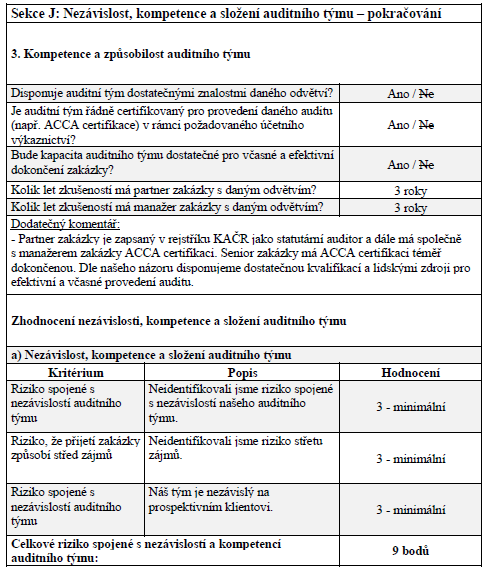 Sekce J: Nezávislost, kompetence a složení auditního týmu – pokračování
3. Kompetence a způsobilost auditního týmu
Disponuje auditní tým dostatečnými znalostmi daného odvětví?
Ano / Ne
Je auditní tým řádně certifikovaný pro provedení daného auditu
(např. ACCA certifikace) v rámci požadovaného účetního
výkaznictví?
Ano / Ne
Bude kapacita auditního týmu dostatečné pro včasné a efektivní
dokončení zakázky?
Ano / Ne
Kolik let zkušeností má partner zakázky s daným odvětvím?
3 roky
Kolik let zkušeností má manažer zakázky s daným odvětvím?
3 roky
Dodatečný komentář:
- Partner zakázky je zapsaný v rejstříku KAČR jako statutární auditor a dále má společně
s manažerem zakázky ACCA certifikaci. Senior zakázky má ACCA certifikaci téměř
dokončenou. Dle našeho názoru disponujeme dostatečnou kvalifikací a lidskými zdroji pro
efektivní a včasné provedení auditu.
Zhodnocení nezávislosti, kompetence a složení auditního týmu
a) Nezávislost, kompetence a složení auditního týmu
Kritérium Popis Hodnocení
Riziko spojené s
nezávislostí auditního
týmu
Neidentifikovali jsme riziko spojené
s nezávislostí našeho auditního
týmu.
3 - minimální
Riziko, že přijetí zakázky
způsobí střed zájmů
Neidentifikovali jsme riziko střetu
zájmů.
3 - minimální
Riziko spojené s
nezávislostí auditního
týmu
Náš tým je nezávislý na
prospektivním klientovi.
3 - minimální
Celkové riziko spojené s nezávislostí a kompetencí
auditního týmu:
9 bodů